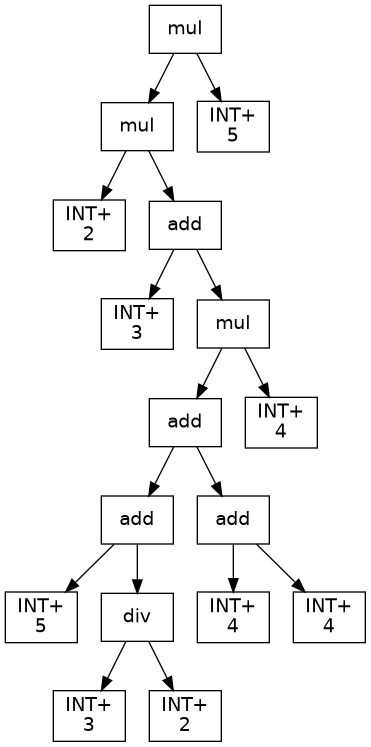 mul
mul
INT+
5
INT+
2
add
INT+
3
mul
add
INT+
4
add
add
INT+
5
div
INT+
4
INT+
4
INT+
3
INT+
2